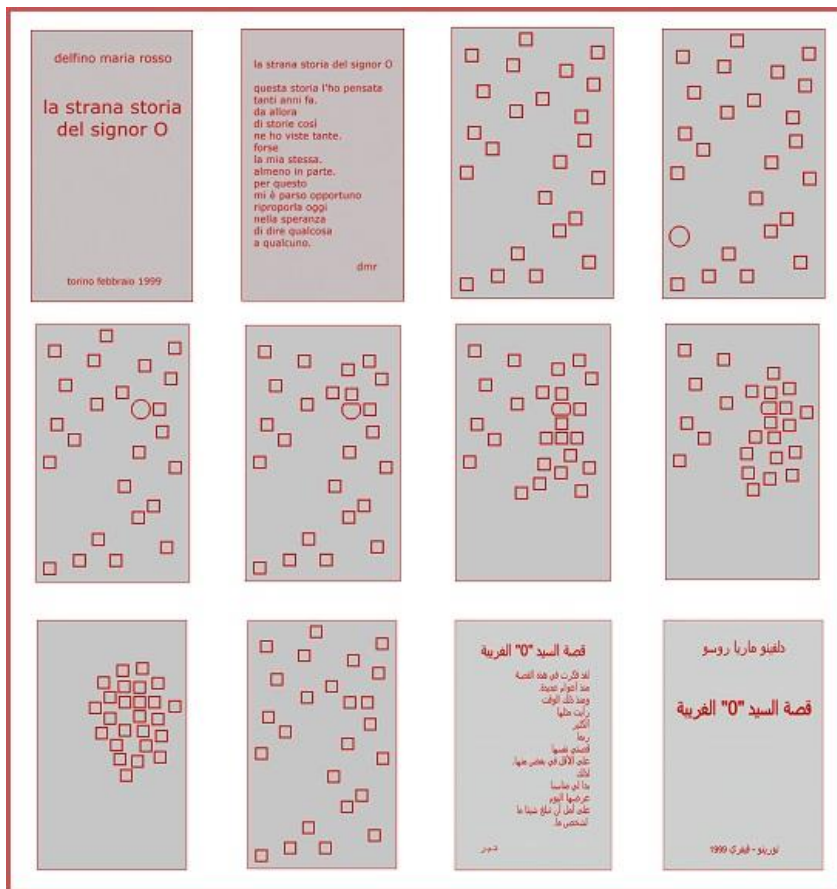 delfino maria rosso
la strana storia
del signor O
torino febbraio 1999
la strana storia del signor O
questa storia l'ho pensata
tanti anni fa.
da allora
di storie così
ne ho viste tante.
forse
la mia stessa.
almeno in parte.
per questo
mi è parso opportuno
riproporla oggi
nella speranza
di dire qualcosa
a qualcuno.
dmr
قصة السيد "O" الغريبة
لقد فكرت في هذه القصة
منذ أعوام عديدة.
ومنذ ذلك الوقت
رأيت مثلها
الكثير
ربما
قصتي نفسها
على الأقل في بعض منها.
لذلك
بدا لي مناسبا
عرضها اليوم
على أمل أن تبلغ شيئا ما
لشخص ما.
دلفينو ماريا روسو
قصة السيد "O" الغريبة
تورينو - فيفري 1999